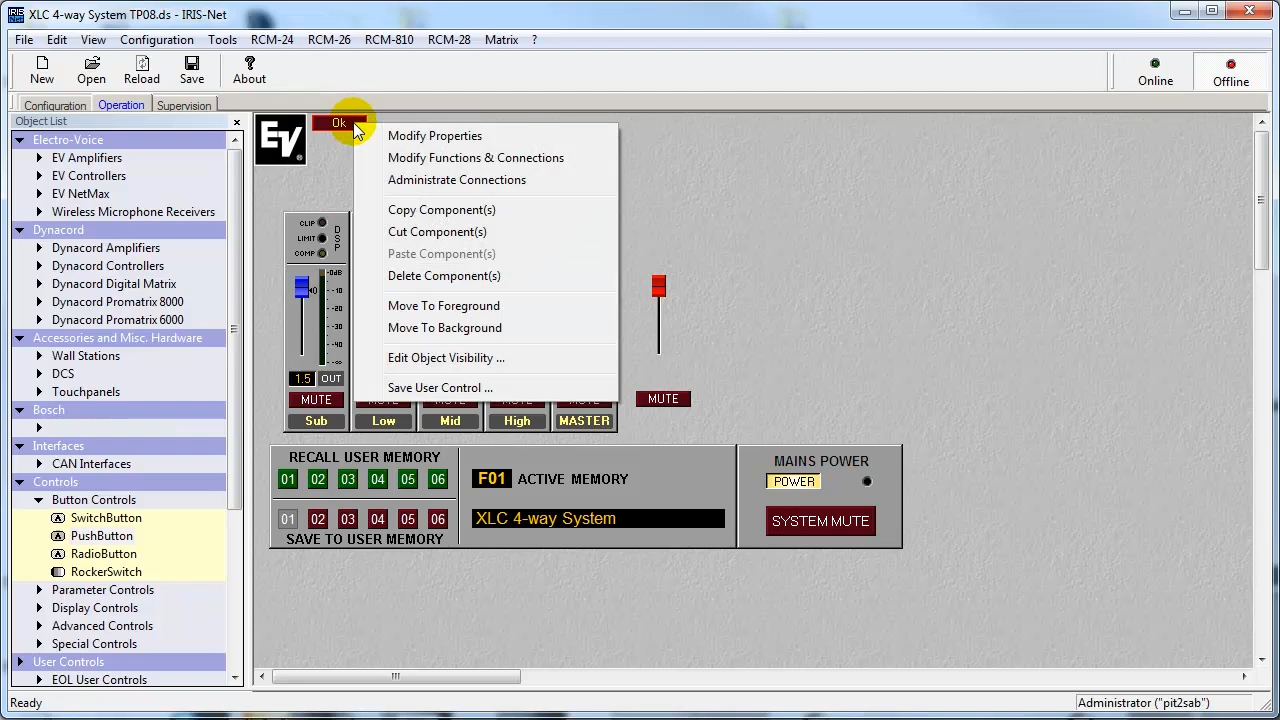 XLC 4-way System TP08.ds - IRIS-Net
File Edit View Configuration Tools RCM-24 RCM-26 RCM-810 RCM-28 Matrix ?
New Open Reload Save About Online Offline
Configuration Operation Supervision
Object List
Electro-Voice
EV Amplifiers
EV Controllers
EV NetMax
Wireless Microphone Receivers
Dynacord
Dynacord Amplifiers
Dynacord Controllers
Dynacord Digital Matrix
Dynacord Promatrix 8000
Dynacord Promatrix 6000
Accessories and Misc. Hardware
Wall Stations
DCS
Touchpanels
Bosch
Interfaces
CAN Interfaces
Controls
Button Controls
SwitchButton
PushButton
RadioButton
RockerSwitch
Parameter Controls
Display Controls
Advanced Controls
Special Controls
User Controls
EOL User Controls
EV
Ok
Modify Properties
Modify Functions & Connections
Administrate Connections
Copy Component(s)
Cut Component(s)
Paste Component(s)
Delete Component(s)
Move To Foreground
Move To Background
Edit Object Visibility ...
Save User Control ...
CLIP
LIMIT
COMP
DSP
-0dB
-10
-20
-30
-40
-∞
1.5 OUT
MUTE MUTE
Sub Low Mid High MASTER
RECALL USER MEMORY
01 02 03 04 05 06
01 02 03 04 05 06
SAVE TO USER MEMORY
F01 ACTIVE MEMORY
XLC 4-way System
MAINS POWER
POWER
SYSTEM MUTE
Ready Administrator ("pit2sab")